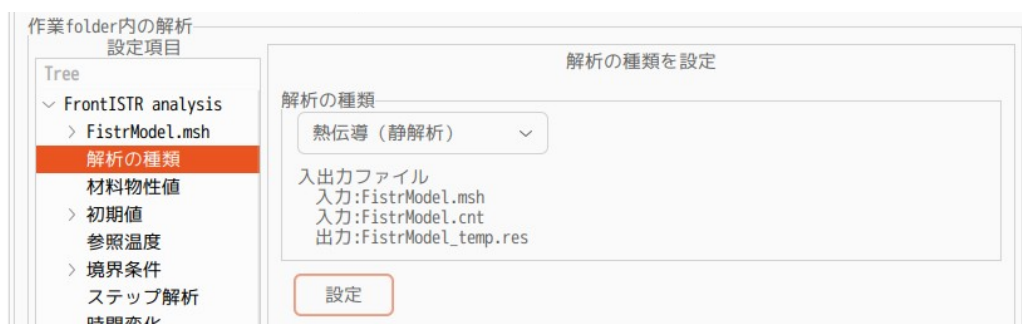 作業folder内の解析
設定項目
Tree
FrontISTR analysis
FistrModel.msh
解析の種類
材料物性値
初期値
参照温度
境界条件
ステップ解析
時間変化
解析の種類を設定
解析の種類
熱伝導（静解析）
入出力ファイル
入力:FistrModel.msh
入力:FistrModel.cnt
出力:FistrModel_temp.res
設定